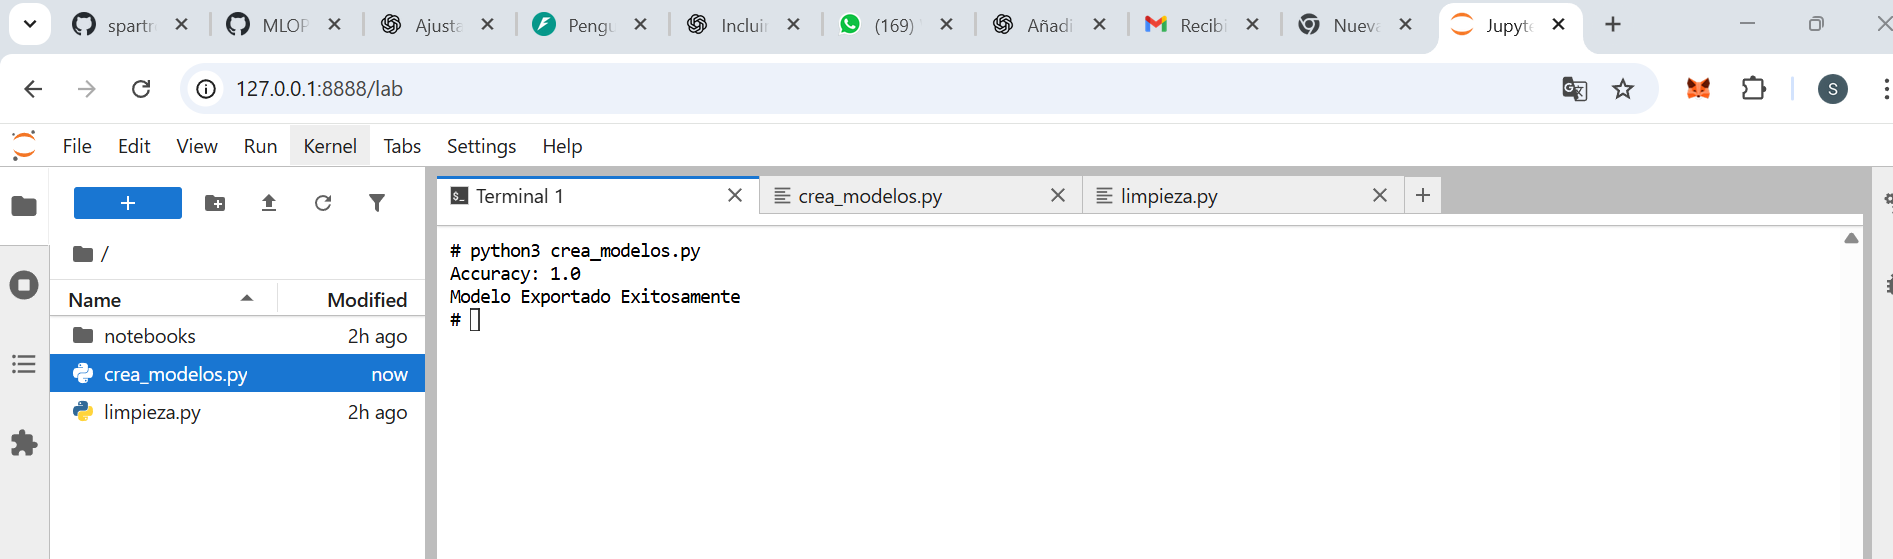 spartr
MLOP
Ajusta
Pengu
Incluir
(169)
Añadi
Recibi
Nueva
Jupyte
127.0.0.1:8888/lab
S
File Edit View Run Kernel Tabs Settings Help
Terminal 1
crea_modelos.py
limpieza.py
/
Name Modified
notebooks 2h ago
crea_modelos.py now
limpieza.py 2h ago
# python3 crea_modelos.py
Accuracy: 1.0
Modelo Exportado Exitosamente
#